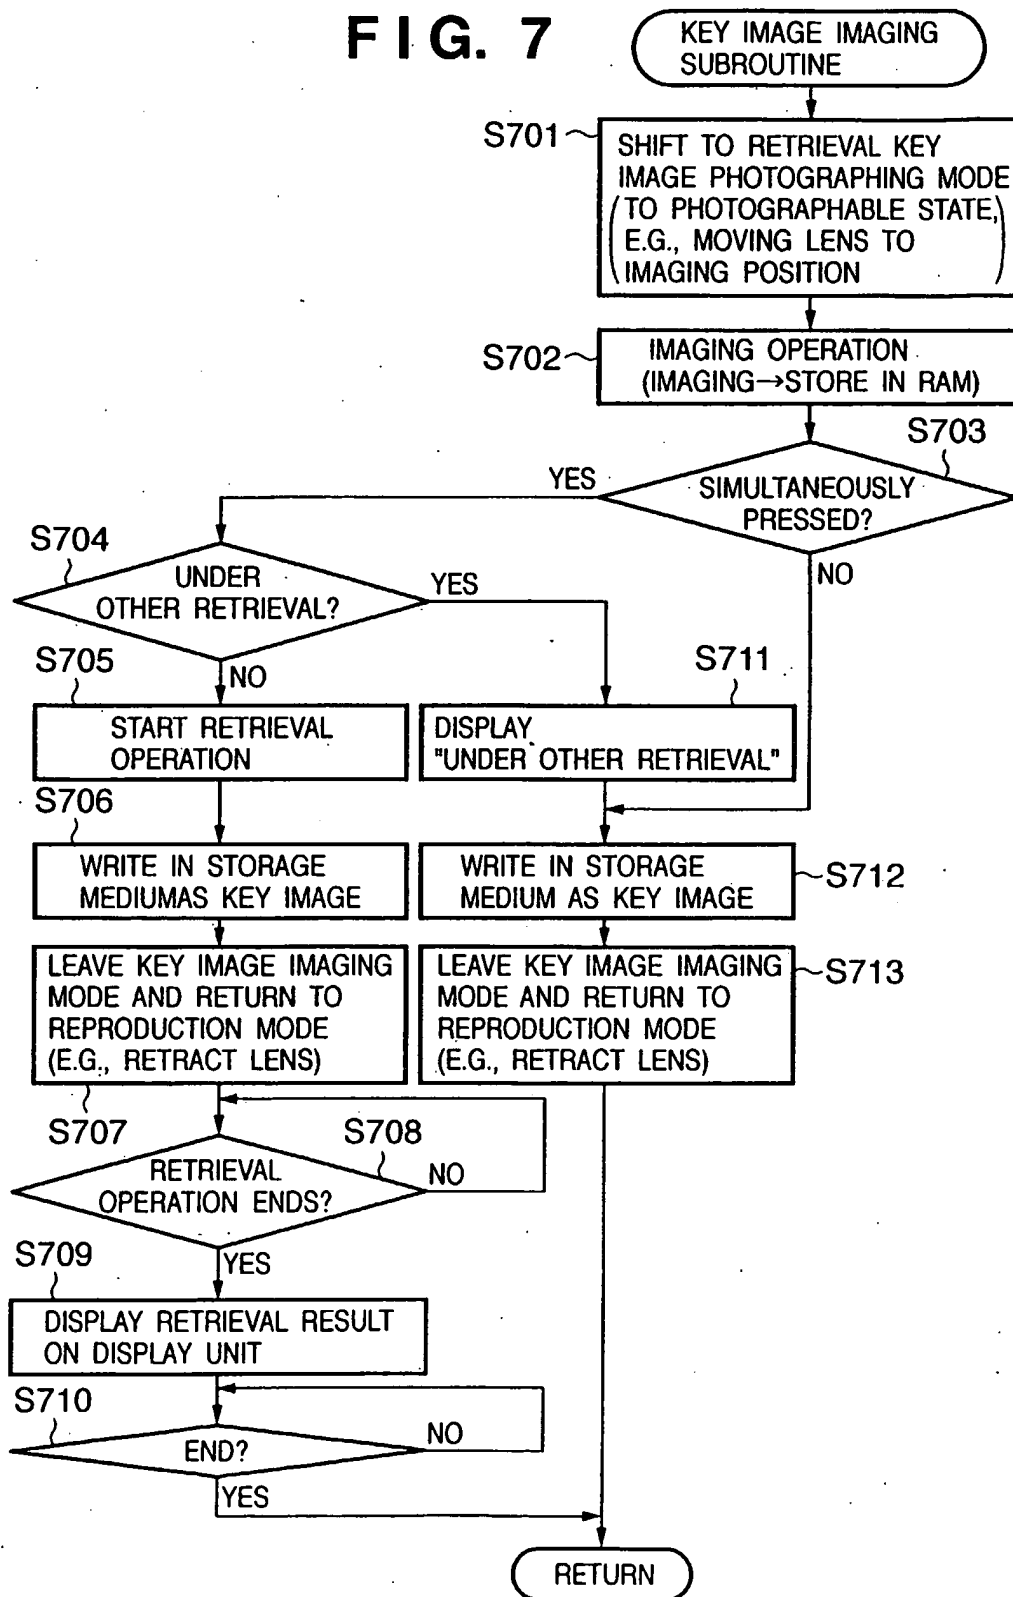 FIG. 7
KEY IMAGE IMAGING
SUBROUTINE
S701
SHIFT TO RETRIEVAL KEY
IMAGE PHOTOGRAPHING MODE
(TO PHOTOGRAPHABLE STATE,
E.G., MOVING LENS TO
IMAGING POSITION)
S702
IMAGING OPERATION
(IMAGING→STORE IN RAM)
S703
SIMULTANEOUSLY
PRESSED?
YES
NO
S704
UNDER
OTHER RETRIEVAL?
YES
NO
S705
START RETRIEVAL
OPERATION
S711
DISPLAY
"UNDER OTHER RETRIEVAL"
S706
WRITE IN STORAGE
MEDIUMAS KEY IMAGE
WRITE IN STORAGE
MEDIUM AS KEY IMAGE
S712
LEAVE KEY IMAGE IMAGING
MODE AND RETURN TO
REPRODUCTION MODE
(E.G., RETRACT LENS)
S707
LEAVE KEY IMAGE IMAGING
MODE AND RETURN TO
REPRODUCTION MODE
(E.G., RETRACT LENS)
S713
S708
RETRIEVAL
OPERATION ENDS?
NO
YES
S709
DISPLAY RETRIEVAL RESULT
ON DISPLAY UNIT
S710
END?
NO
YES
RETURN